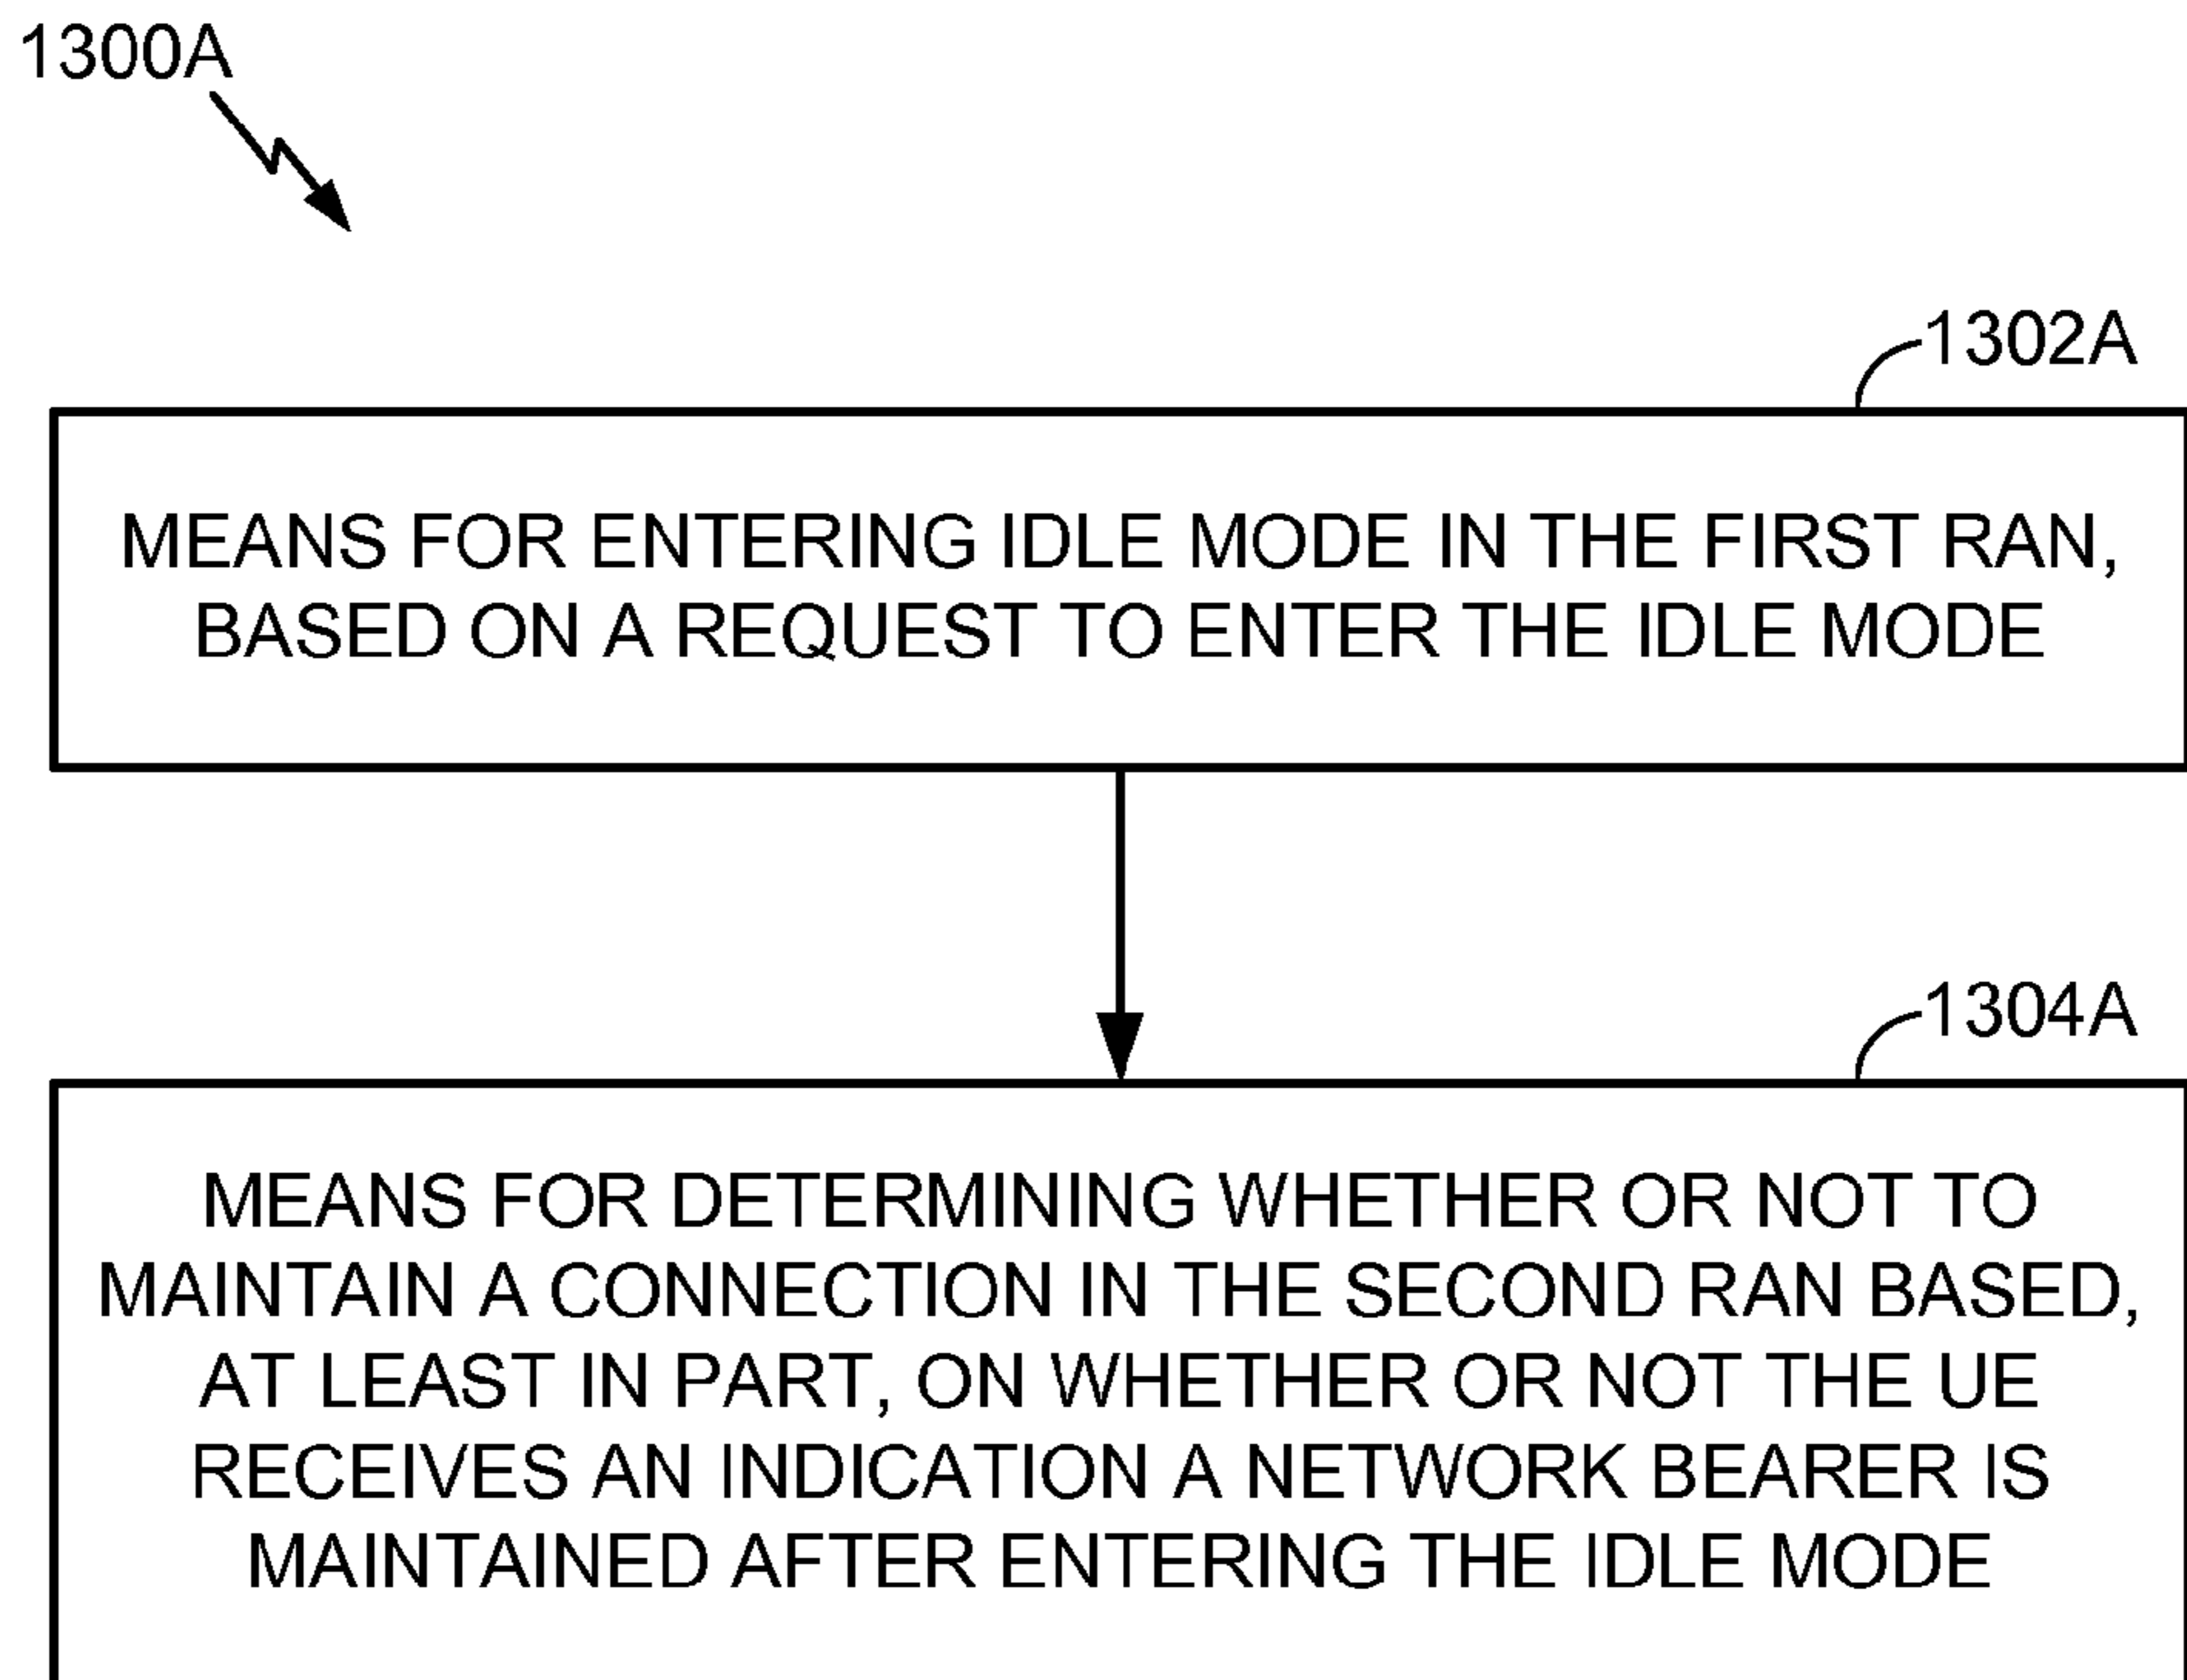 1300A
1302A
MEANS FOR ENTERING IDLE MODE IN THE FIRST RAN,
BASED ON A REQUEST TO ENTER THE IDLE MODE
1304A
MEANS FOR DETERMINING WHETHER OR NOT TO
MAINTAIN A CONNECTION IN THE SECOND RAN BASED,
AT LEAST IN PART, ON WHETHER OR NOT THE UE
RECEIVES AN INDICATION A NETWORK BEARER IS
MAINTAINED AFTER ENTERING THE IDLE MODE